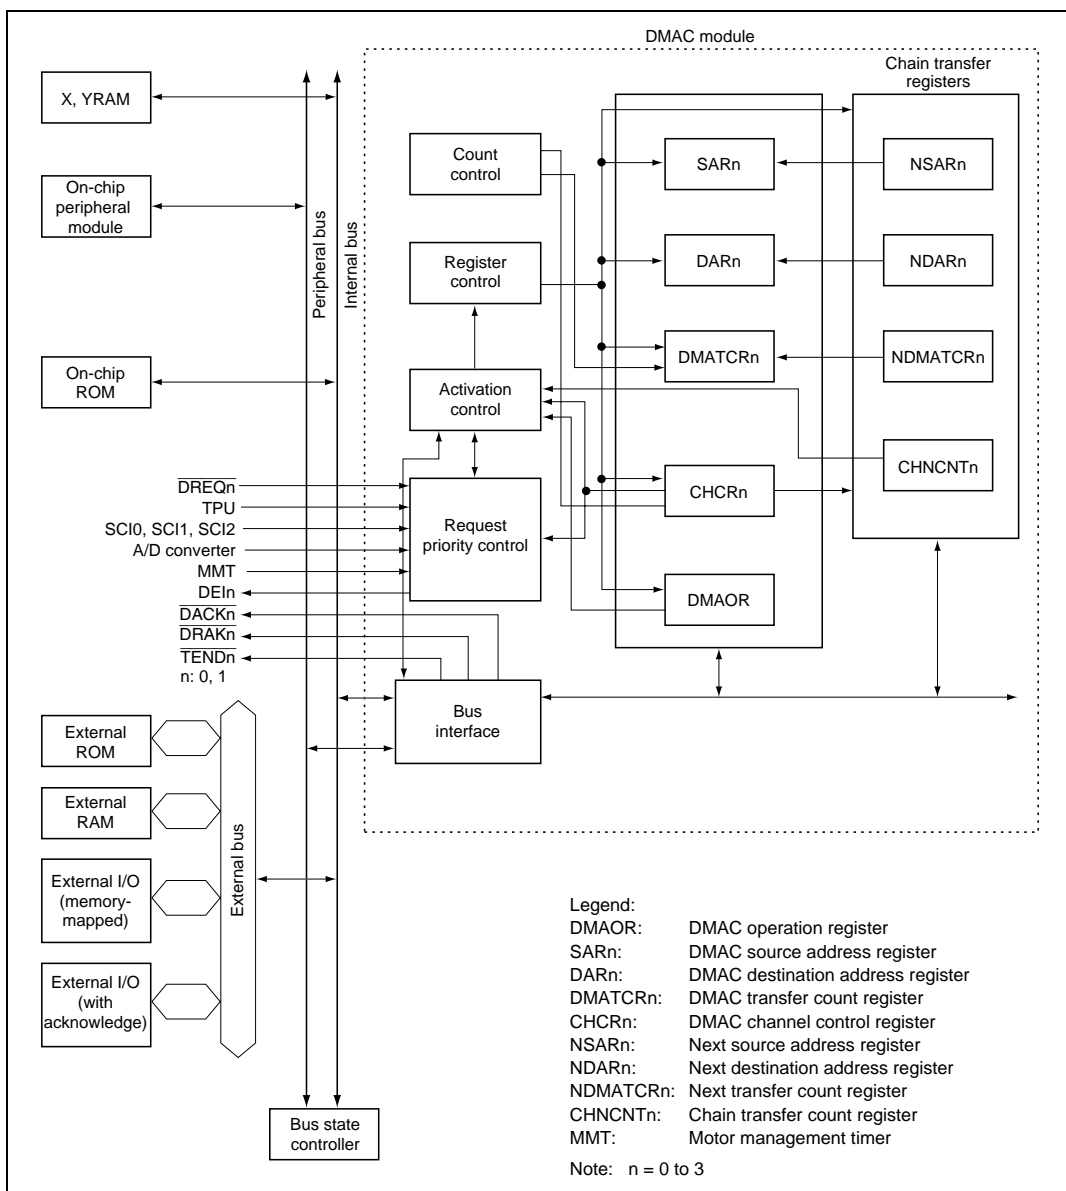 DMAC module
Chain transfer
registers
X, YRAM
On-chip
peripheral
module
On-chip
ROM
Peripheral bus
Internal bus
Count
control
Register
control
Activation
control
Request
priority control
SARn
DARn
DMATCRn
CHCRn
DMAOR
NSARn
NDARn
NDMATCRn
CHNCNTn
DREQn
TPU
SCI0, SCI1, SCI2
A/D converter
MMT
DEIn
DACKn
DRAKn
TENDn
n: 0, 1
Bus
interface
External
ROM
External
RAM
External I/O
(memory-
mapped)
External I/O
(with
acknowledge)
External bus
Bus state
controller
Legend:
DMAOR: DMAC operation register
SARn: DMAC source address register
DARn: DMAC destination address register
DMATCRn: DMAC transfer count register
CHCRn: DMAC channel control register
NSARn: Next source address register
NDARn: Next destination address register
NDMATCRn: Next transfer count register
CHNCNTn: Chain transfer count register
MMT: Motor management timer
Note: n = 0 to 3